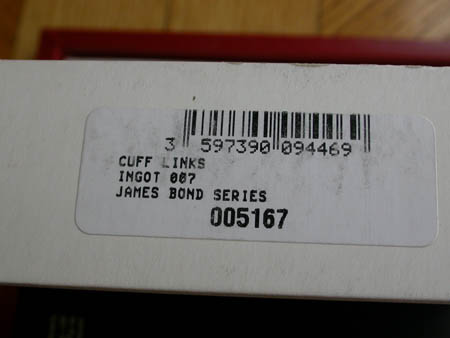 3 597390 094469
CUFF LINKS
INGOT 007
JAMES BOND SERIES
005167